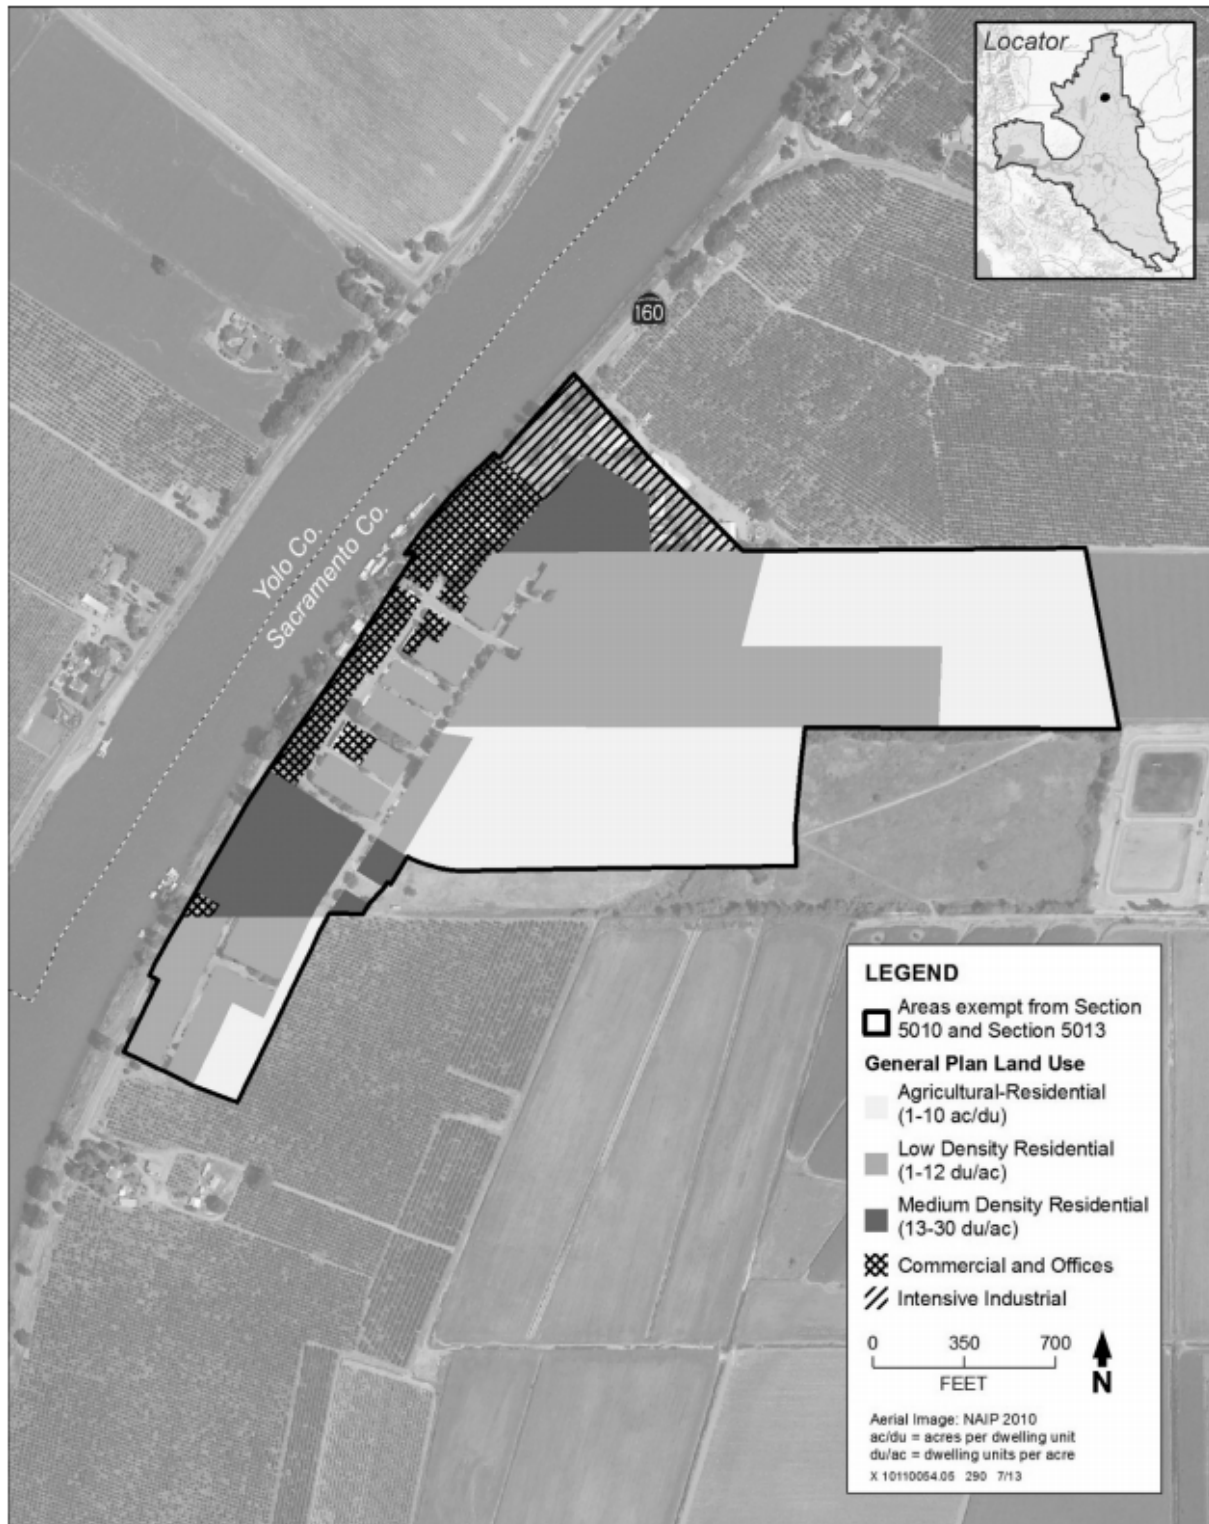 Locator
160
Yolo Co.
Sacramento Co.
LEGEND
Areas exempt from Section
5010 and Section 5013
General Plan Land Use
Agricultural-Residential
(1-10 ac/du)
Low Density Residential
(1-12 du/ac)
Medium Density Residential
(13-30 du/ac)
Commercial and Offices
Intensive Industrial
0 350 700
FEET
N
Aerial Image: NAIP 2010
ac/du = acres per dwelling unit
du/ac = dwelling units per acre
X 10110054.05 290 7/13